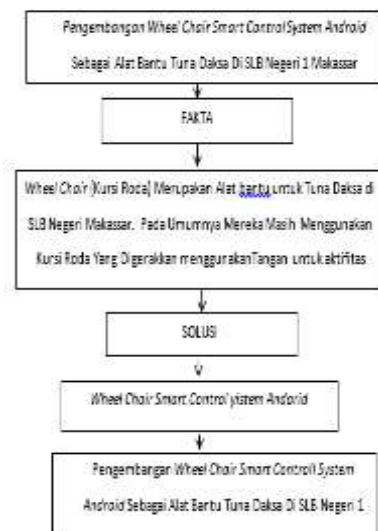 Pengembangan Wheel Chair Smart Control System Android
Sebagai Alat Bantu Tuna Daksa Di SLB Negeri 1 Makassar
FAKTA
Wheel Chair (Kursi Roda) Merupakan Alat bantu untuk Tuna Daksa di
SLB Negeri Makassar. Pada Umumnya Mereka Masih Menggunakan
Kursi Roda Yang Digerakkan menggunakanTangan untuk aktifitas
SOLUSI
Wheel Chair Smart Control yistem Andorid
Pengembangan Wheel Chair Smart Controll System
Android Sebagai Alat Bantu Tuna Daksa Di SLB Negeri 1